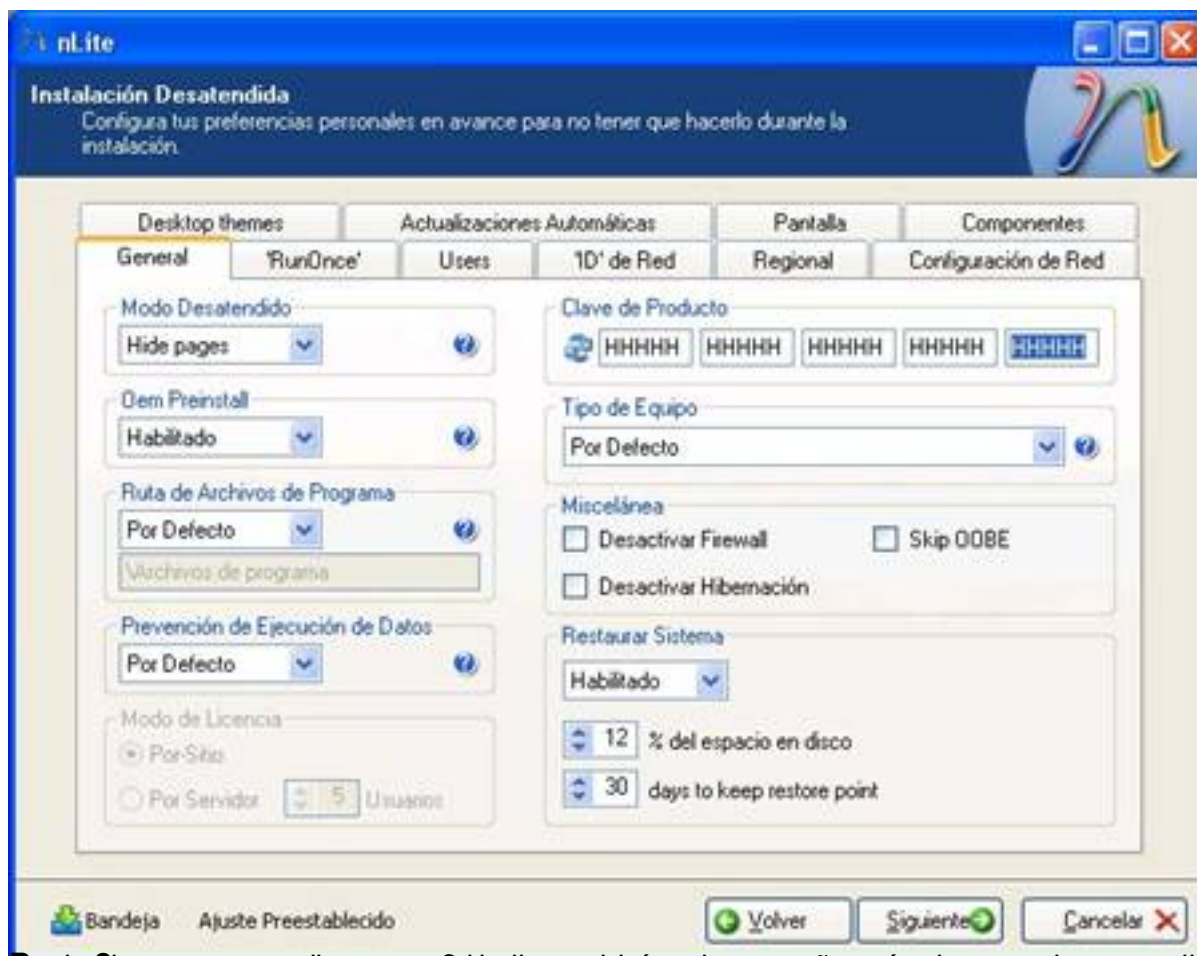 nLite
Instalación Desatendida
Configura tus preferencias personales en avance para no tener que hacerlo durante la
instalación.
Desktop themes
Actualizaciones Automáticas
Pantalla
Componentes
General
'RunOnce'
Users
'ID' de Red
Regional
Configuración de Red
Modo Desatendido
Hide pages
Oem Preinstall
Habilitado
Ruta de Archivos de Programa
Por Defecto
\Archivos de programa
Prevención de Ejecución de Datos
Por Defecto
Modo de Licencia
Por-Sitio
Por Servidor 5 Usuarios
Clave de Producto
HHHHH HHHHH HHHHH HHHHH HHHHH
Tipo de Equipo
Por Defecto
Miscelánea
Desactivar Firewall
Skip OOBE
Desactivar Hibernación
Restaurar Sistema
Habilitado
12 % del espacio en disco
30 days to keep restore point
Bandeja
Ajuste Preestablecido
Volver
Siguiente
Cancelar